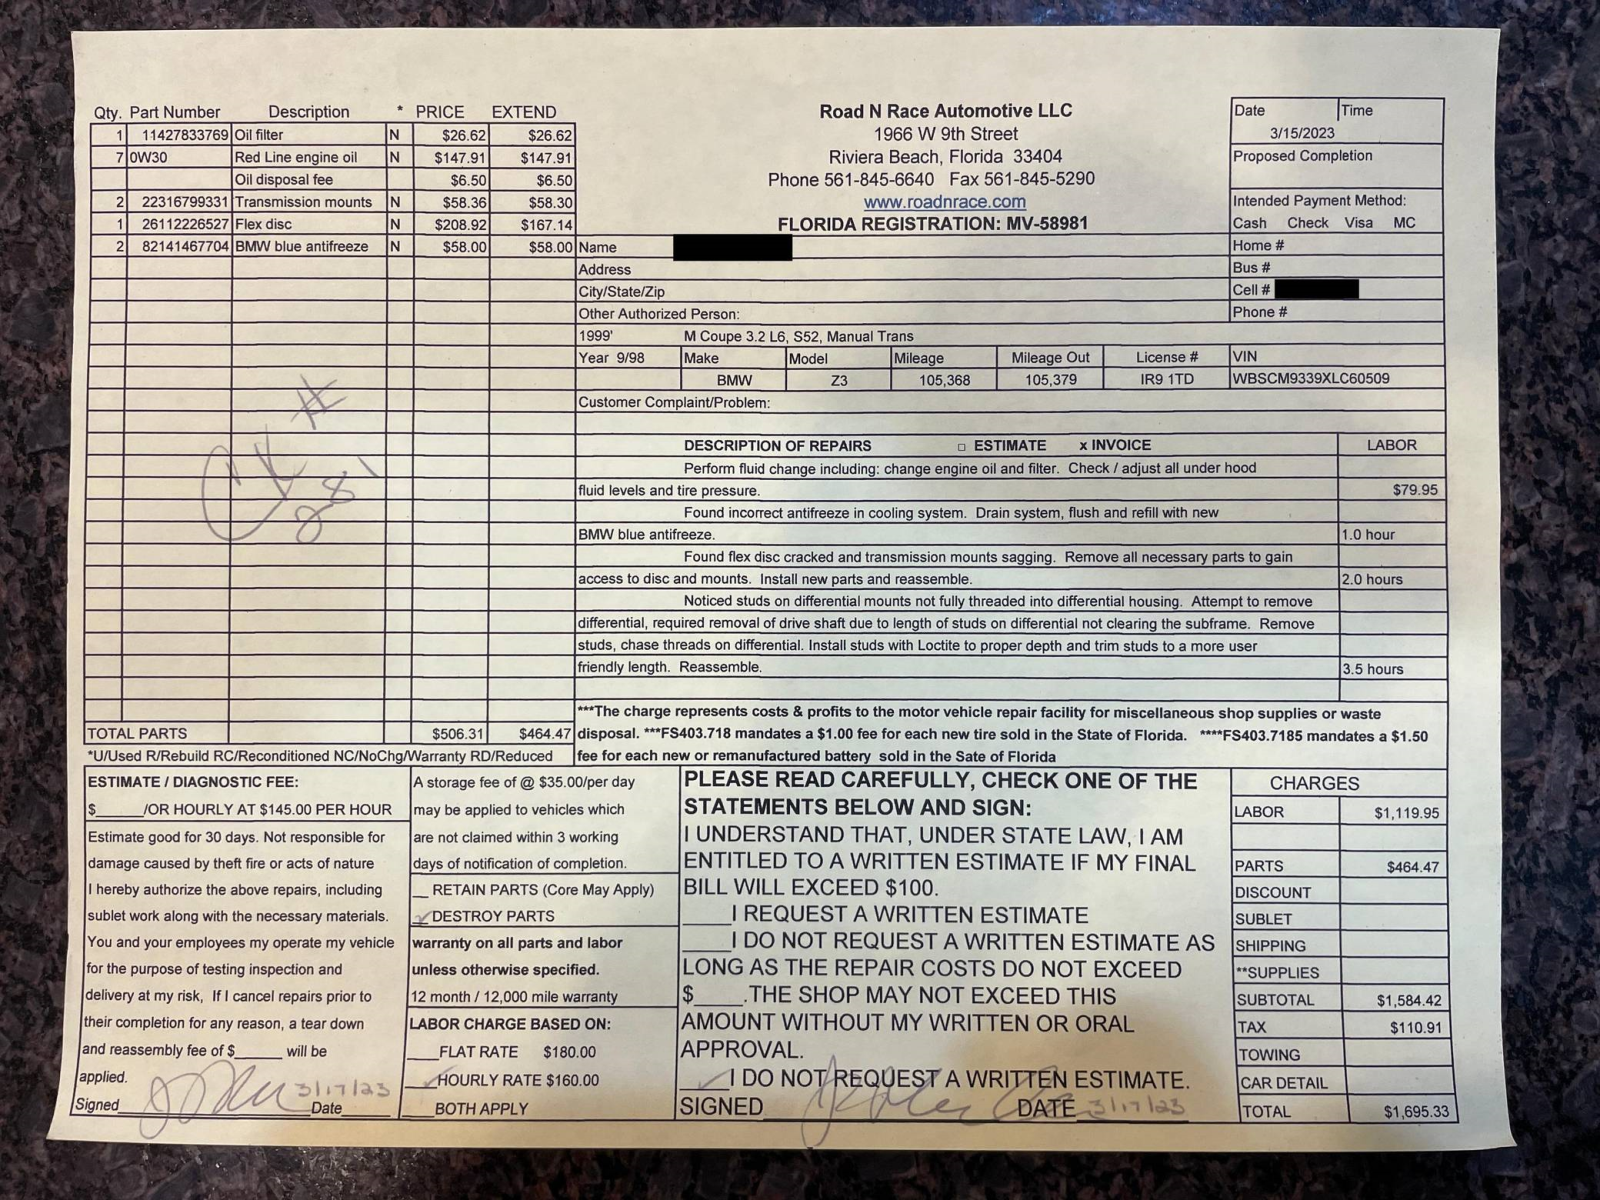 Qty. Part Number Description * PRICE EXTEND
1 11427833769 Oil filter N $26.62 $26.62
7 0W30 Red Line engine oil N $147.91 $147.91
Oil disposal fee $6.50 $6.50
2 22316799331 Transmission mounts N $58.36 $58.30
1 26112226527 Flex disc N $208.92 $167.14
2 82141467704 BMW blue antifreeze N $58.00 $58.00
CK #
281
TOTAL PARTS $506.31 $464.47
*U/Used R/Rebuild RC/Reconditioned NC/NoChg/Warranty RD/Reduced
Road N Race Automotive LLC
1966 W 9th Street
Riviera Beach, Florida 33404
Phone 561-845-6640 Fax 561-845-5290
www.roadnrace.com
FLORIDA REGISTRATION: MV-58981
Date Time
3/15/2023
Proposed Completion
Intended Payment Method:
Cash Check Visa MC
Name Home #
Address Bus #
City/State/Zip Cell #
Other Authorized Person: Phone #
1999' M Coupe 3.2 L6, S52, Manual Trans
Year 9/98 Make Model Mileage Mileage Out License # VIN
BMW Z3 105,368 105,379 IR9 1TD WBSCM9339XLC60509
Customer Complaint/Problem:
DESCRIPTION OF REPAIRS □ ESTIMATE x INVOICE LABOR
Perform fluid change including: change engine oil and filter. Check / adjust all under hood
fluid levels and tire pressure. $79.95
Found incorrect antifreeze in cooling system. Drain system, flush and refill with new
BMW blue antifreeze. 1.0 hour
Found flex disc cracked and transmission mounts sagging. Remove all necessary parts to gain
access to disc and mounts. Install new parts and reassemble. 2.0 hours
Noticed studs on differential mounts not fully threaded into differential housing. Attempt to remove
differential, required removal of drive shaft due to length of studs on differential not clearing the subframe. Remove
studs, chase threads on differential. Install studs with Loctite to proper depth and trim studs to a more user
friendly length. Reassemble. 3.5 hours
***The charge represents costs & profits to the motor vehicle repair facility for miscellaneous shop supplies or waste
disposal. ***FS403.718 mandates a $1.00 fee for each new tire sold in the State of Florida. ****FS403.7185 mandates a $1.50
fee for each new or remanufactured battery sold in the Sate of Florida
ESTIMATE / DIAGNOSTIC FEE:
$______/OR HOURLY AT $145.00 PER HOUR
Estimate good for 30 days. Not responsible for
damage caused by theft fire or acts of nature
I hereby authorize the above repairs, including
sublet work along with the necessary materials.
You and your employees my operate my vehicle
for the purpose of testing inspection and
delivery at my risk, If I cancel repairs prior to
their completion for any reason, a tear down
and reassembly fee of $______ will be
applied.
Signed Date 3/17/23
A storage fee of @ $35.00/per day
may be applied to vehicles which
are not claimed within 3 working
days of notification of completion.
__ RETAIN PARTS (Core May Apply)
✓ DESTROY PARTS
warranty on all parts and labor
unless otherwise specified.
12 month / 12,000 mile warranty
LABOR CHARGE BASED ON:
___FLAT RATE $180.00
✓ HOURLY RATE $160.00
___BOTH APPLY
PLEASE READ CAREFULLY, CHECK ONE OF THE
STATEMENTS BELOW AND SIGN:
I UNDERSTAND THAT, UNDER STATE LAW, I AM
ENTITLED TO A WRITTEN ESTIMATE IF MY FINAL
BILL WILL EXCEED $100.
____I REQUEST A WRITTEN ESTIMATE
____I DO NOT REQUEST A WRITTEN ESTIMATE AS
LONG AS THE REPAIR COSTS DO NOT EXCEED
$____.THE SHOP MAY NOT EXCEED THIS
AMOUNT WITHOUT MY WRITTEN OR ORAL
APPROVAL.
✓ I DO NOT REQUEST A WRITTEN ESTIMATE.
SIGNED DATE 3/17/23
CHARGES
LABOR $1,119.95
PARTS $464.47
DISCOUNT
SUBLET
SHIPPING
**SUPPLIES
SUBTOTAL $1,584.42
TAX $110.91
TOWING
CAR DETAIL
TOTAL $1,695.33